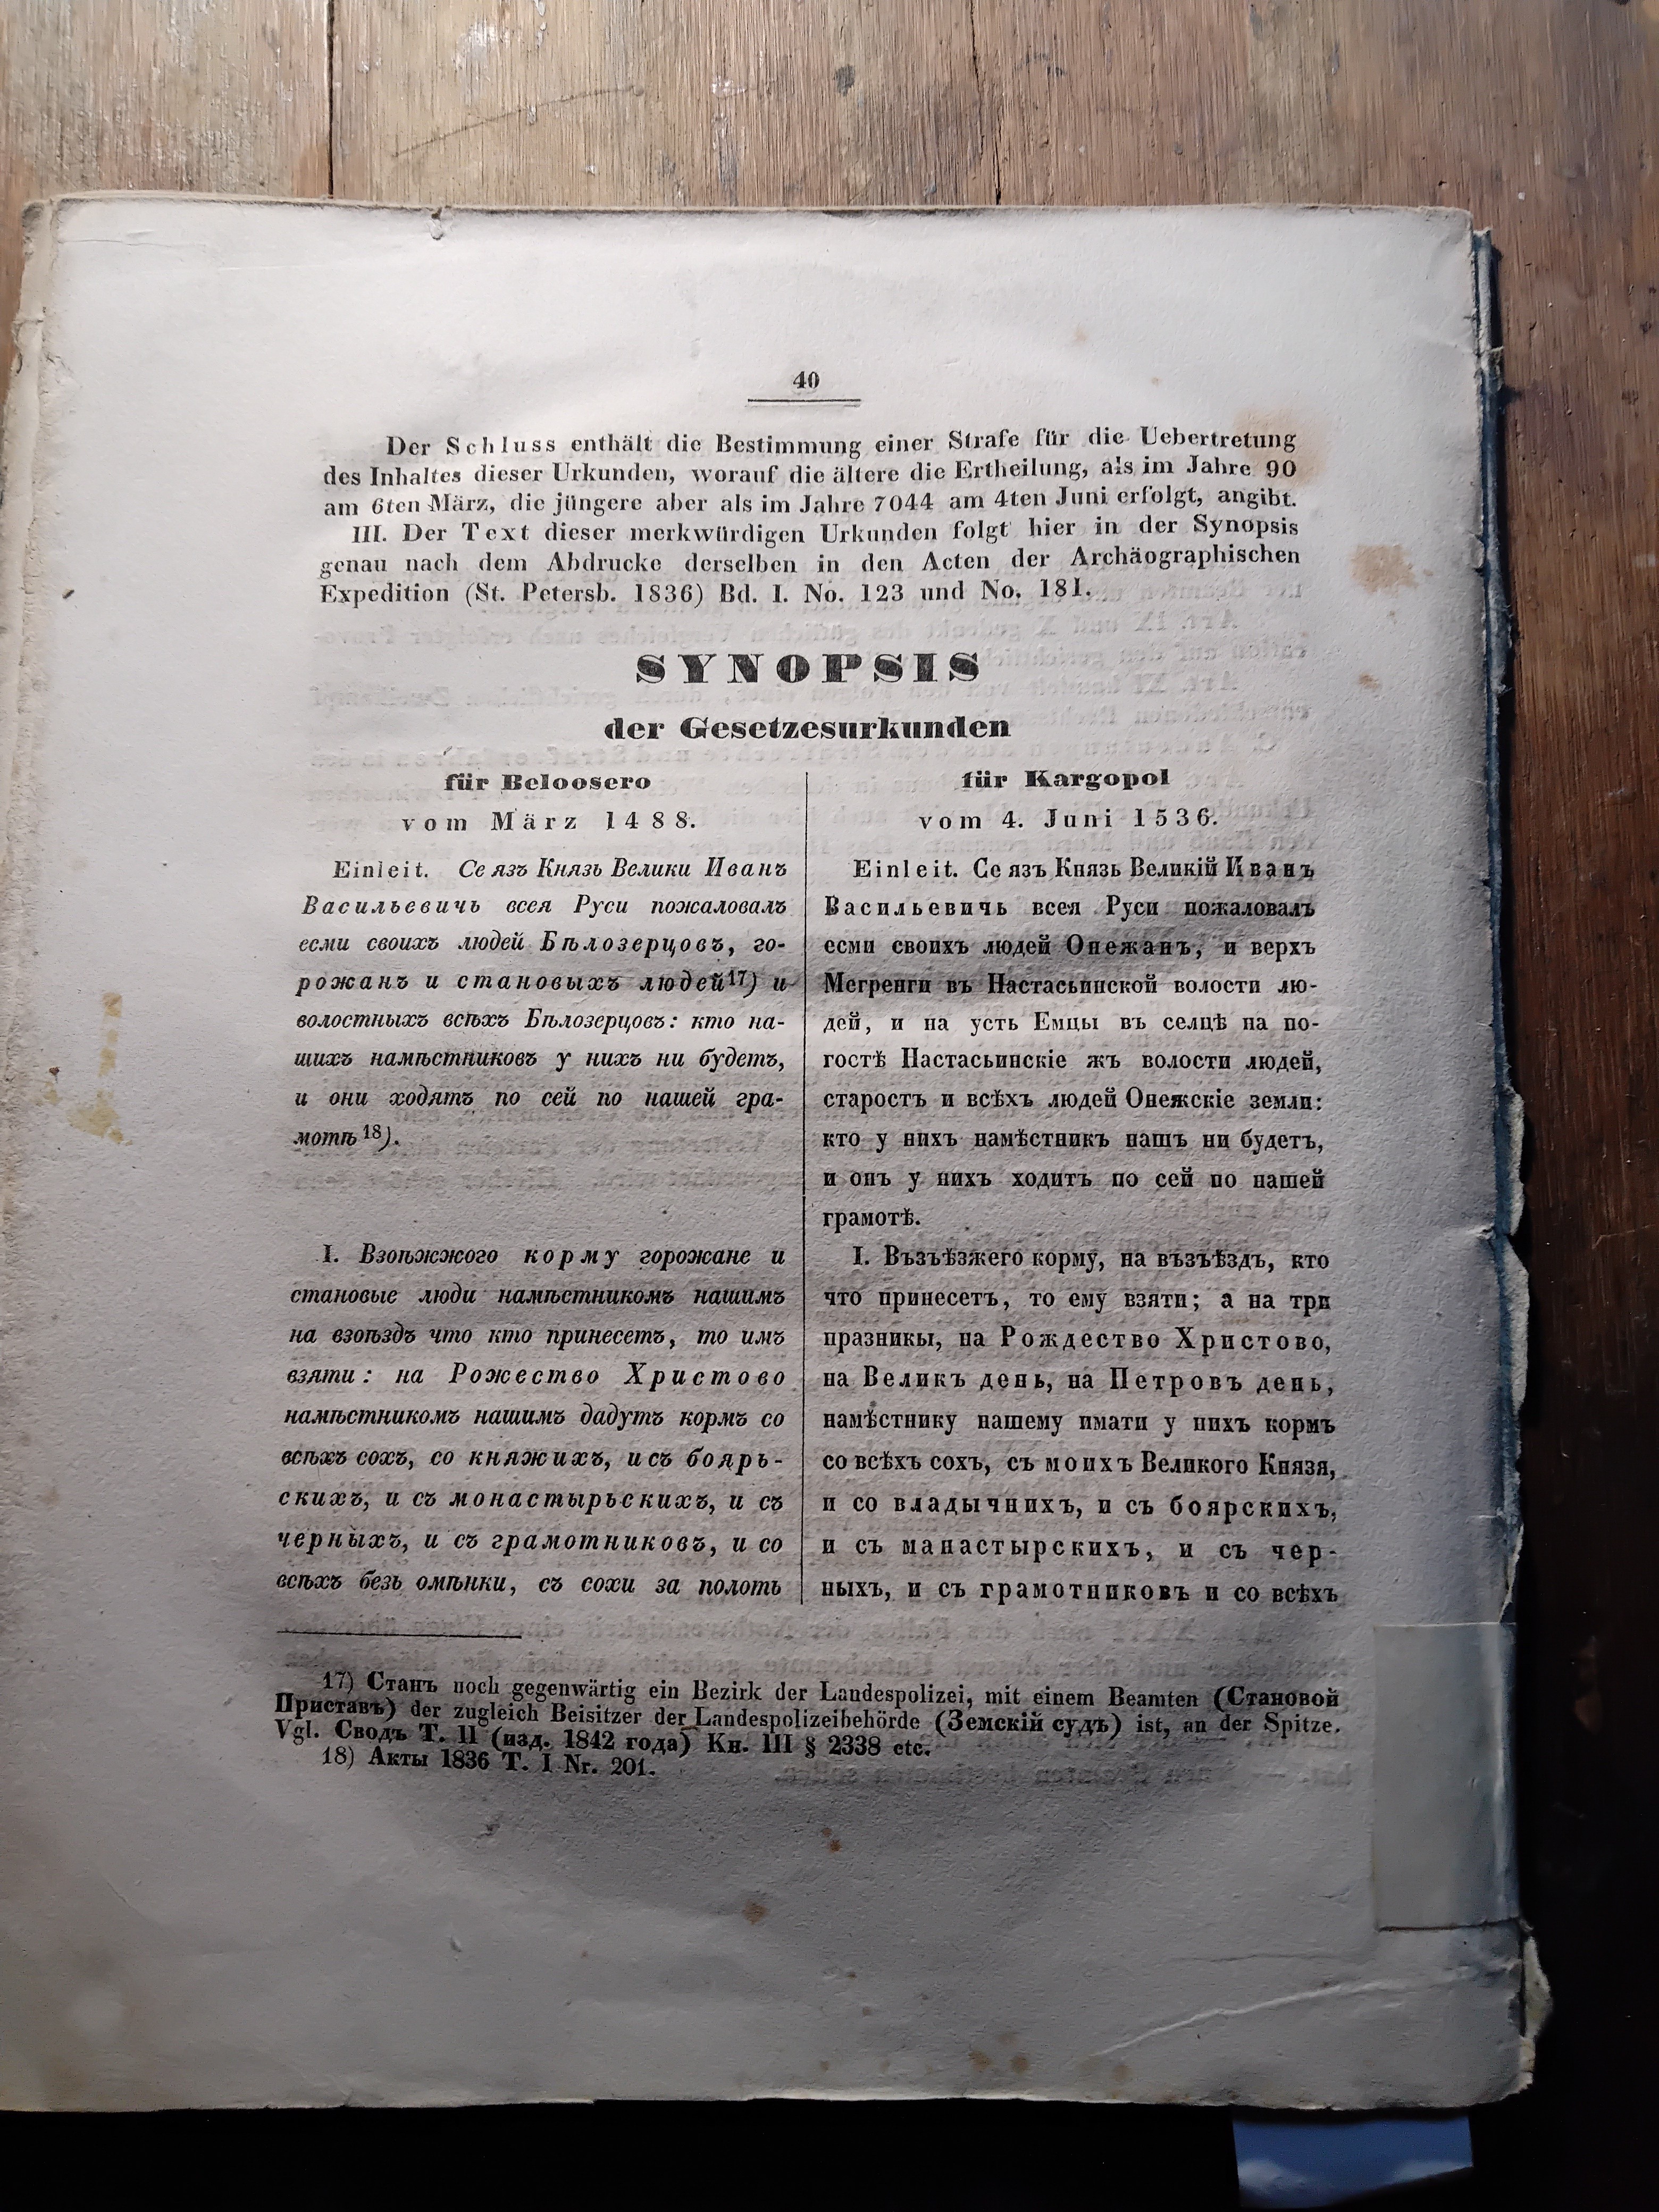 40
Der Schluss enthält die Bestimmung einer Strafe für die Uebertretung
des Inhaltes dieser Urkunden, worauf die ältere die Ertheilung, als im Jahre 90
am 6ten März, die jüngere aber als im Jahre 7044 am 4ten Juni erfolgt, angibt.
III. Der Text dieser merkwürdigen Urkunden folgt hier in der Synopsis
genau nach dem Abdrucke derselben in den Acten der Archäographischen
Expedition (St. Petersb. 1836) Bd. I. No. 123 und No. 181.
SYNOPSIS
der Gesetzesurkunden
für Beloosero
vom März 1488.
Einleit. Се язъ Князь Велики Иванъ
Васильевичь всея Руси пожаловалъ
есми своихъ людей Бѣлозерцовъ, го-
рожанъ и становыхъ людей17) и
волостныхъ всѣхъ Бѣлозерцовъ: кто на-
шихъ намѣстниковъ у нихъ ни будетъ,
и они ходятъ по сей по нашей гра-
мотѣ18).
I. Взоѣжжого корму горожане и
становые люди намѣстникомъ нашимъ
на взоѣздъ что кто принесетъ, то имъ
взяти: на Рожество Христово
намѣстникомъ нашимъ дадутъ кормъ со
всѣхъ сохъ, со княжихъ, и съ боярь-
скихъ, и съ монастырьскихъ, и съ
черныхъ, и съ грамотниковъ, и со
всѣхъ безъ омѣнки, съ сохи за полоть
für Kargopol
vom 4. Juni 1536.
Einleit. Се язъ Князь Великій Иванъ
Васильевичь всея Руси пожаловалъ
есми своихъ людей Онежанъ, и верхъ
Мегренги въ Настасьинской волости лю-
дей, и на усть Емцы въ селцѣ на по-
гостѣ Настасьинскіе жъ волости людей,
старостъ и всѣхъ людей Онежскіе земли:
кто у нихъ намѣстникъ нашъ ни будетъ,
и онъ у нихъ ходитъ по сей по нашей
грамотѣ.
I. Възъѣзжего корму, на възъѣздъ, кто
что принесетъ, то ему взяти; а на три
празникы, на Рождество Христово,
на Великъ день, на Петровъ день,
намѣстнику нашему имати у нихъ кормъ
со всѣхъ сохъ, съ моихъ Великого Князя,
и со владычнихъ, и съ боярскихъ,
и съ манастырскихъ, и съ чер-
ныхъ, и съ грамотниковъ и со всѣхъ
17) Станъ noch gegenwärtig ein Bezirk der Landespolizei, mit einem Beamten (Становой
Приставъ) der zugleich Beisitzer der Landespolizeibehörde (Земскій судъ) ist, an der Spitze.
Vgl. Сводъ Т. II (изд. 1842 года) Кн. III § 2338 etc.
18) Акты 1836 Т. I Nr. 201.